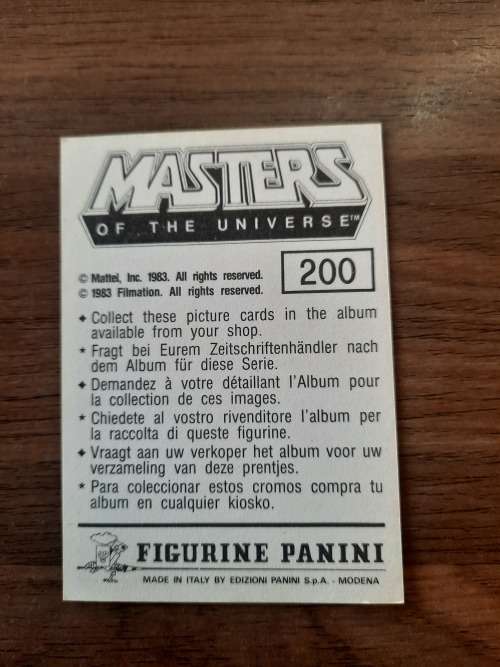 MASTERS
OF THE UNIVERSE™
© Mattel, Inc. 1983. All rights reserved.
© 1983 Filmation. All rights reserved.
200
◆ Collect these picture cards in the album
available from your shop.
* Fragt bei Eurem Zeitschriftenhändler nach
dem Album für diese Serie.
◆ Demandez à votre détaillant l'Album pour
la collection de ces images.
* Chiedete al vostro rivenditore l'album per
la raccolta di queste figurine.
◆ Vraagt aan uw verkoper het album voor uw
verzameling van deze prentjes.
* Para coleccionar estos cromos compra tu
album en cualquier kiosko.
FIGURINE PANINI
MADE IN ITALY BY EDIZIONI PANINI S.p.A. - MODENA